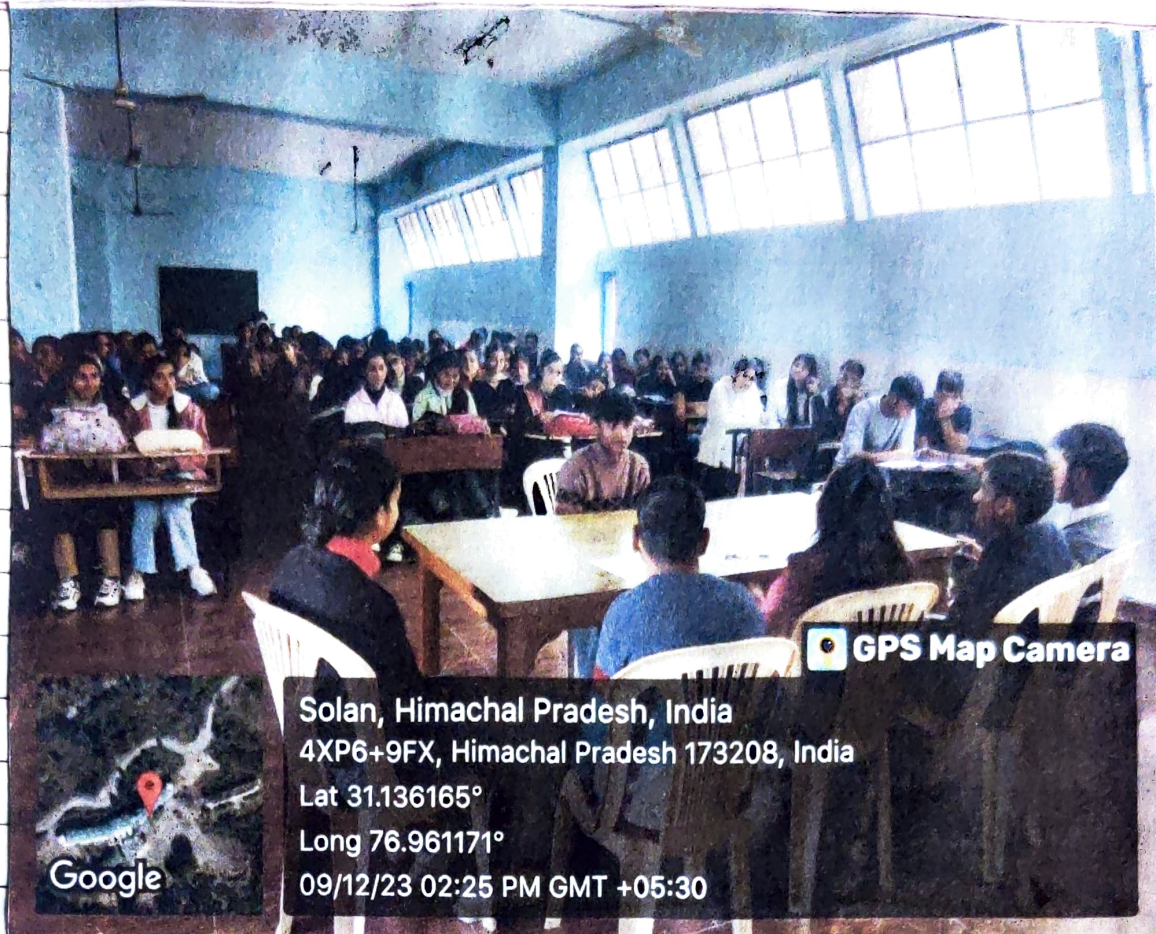 GPS Map Camera
Solan, Himachal Pradesh, India
4XP6+9FX, Himachal Pradesh 173208, India
Lat 31.136165°
Long 76.961171°
09/12/23 02:25 PM GMT +05:30
Google